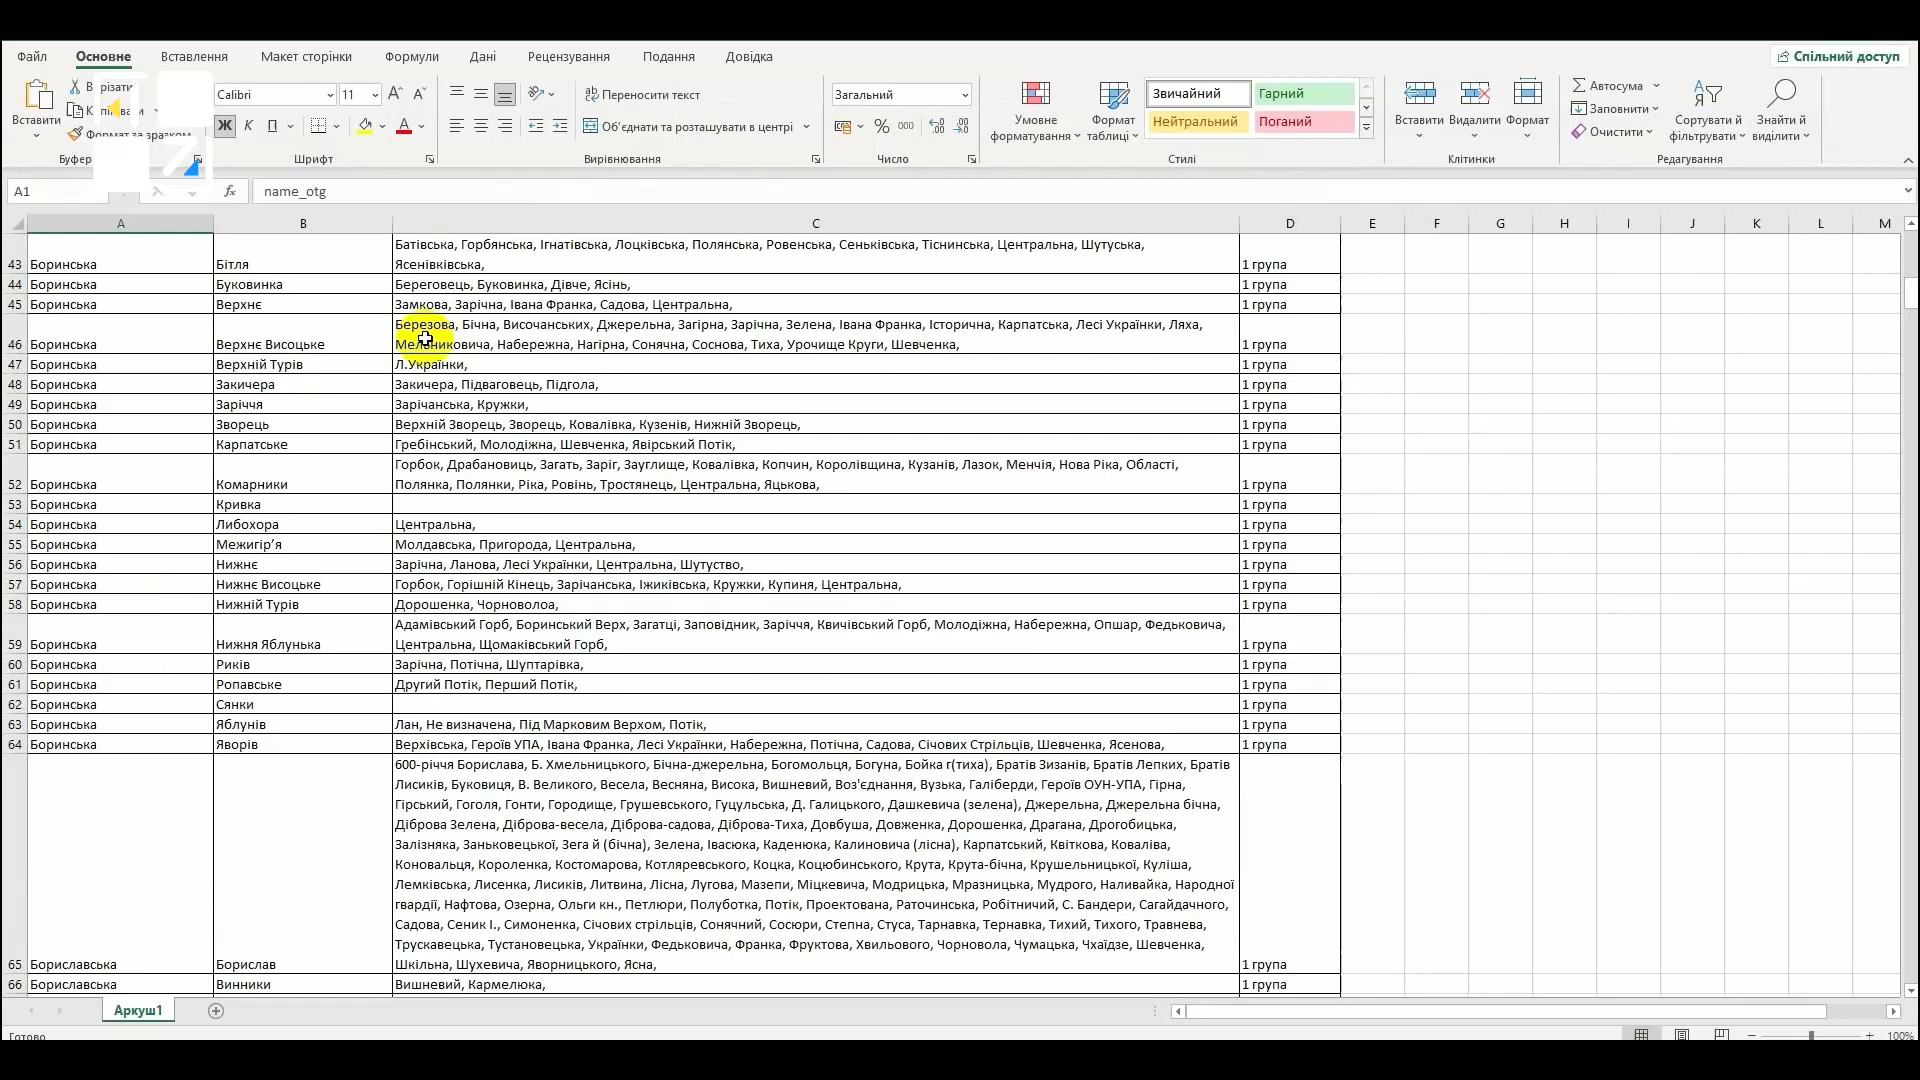 Файл Основне Вставлення Макет сторінки Формули Дані Рецензування Подання Довідка Спільний доступ
Вставити
Формат за зразком
Calibri 11
Ж К П
Переносити текст
Об'єднати та розташувати в центрі
Загальний
% 000
Умовне форматування
Формат таблиці
Звичайний Гарний
Нейтральний Поганий
Вставити Видалити Формат
Автосума
Заповнити
Очистити
Сортувати й фільтрувати
Знайти й виділити
Шрифт Вирівнювання Число Стилі Клітинки Редагування
A1 fx name_otg
A B C D E F G H I J K L M
Батівська, Горбянська, Ігнатівська, Лоцківська, Полянська, Ровенська, Сеньківська, Тіснинська, Центральна, Шутуська,
43 Боринська Бітля Ясенівківська, 1 група
44 Боринська Буковинка Береговець, Буковинка, Дівче, Ясінь, 1 група
45 Боринська Верхнє Замкова, Зарічна, Івана Франка, Садова, Центральна, 1 група
Березова, Бічна, Височанських, Джерельна, Загірна, Зарічна, Зелена, Івана Франка, Історична, Карпатська, Лесі Українки, Ляха,
46 Боринська Верхнє Висоцьке Мельниковича, Набережна, Нагірна, Сонячна, Соснова, Тиха, Урочище Круги, Шевченка, 1 група
47 Боринська Верхній Турів Л.Українки, 1 група
48 Боринська Закичера Закичера, Підваговець, Підгола, 1 група
49 Боринська Заріччя Зарічанська, Кружки, 1 група
50 Боринська Зворець Верхній Зворець, Зворець, Ковалівка, Кузенів, Нижній Зворець, 1 група
51 Боринська Карпатське Гребінський, Молодіжна, Шевченка, Явірський Потік, 1 група
Горбок, Драбановиць, Загать, Заріг, Зауглище, Ковалівка, Копчин, Королівщина, Кузанів, Лазок, Менчія, Нова Ріка, Області,
52 Боринська Комарники Полянка, Полянки, Ріка, Ровінь, Тростянець, Центральна, Яцькова, 1 група
53 Боринська Кривка 1 група
54 Боринська Либохора Центральна, 1 група
55 Боринська Межигір’я Молдавська, Пригорода, Центральна, 1 група
56 Боринська Нижнє Зарічна, Ланова, Лесі Українки, Центральна, Шутуство, 1 група
57 Боринська Нижнє Висоцьке Горбок, Горішній Кінець, Зарічанська, Іжиківська, Кружки, Купиня, Центральна, 1 група
58 Боринська Нижній Турів Дорошенка, Чорноволоа, 1 група
Адамівський Горб, Боринський Верх, Загатці, Заповідник, Заріччя, Квичівський Горб, Молодіжна, Набережна, Опшар, Федьковича,
59 Боринська Нижня Яблунька Центральна, Щомаківський Горб, 1 група
60 Боринська Риків Зарічна, Потічна, Шуптарівка, 1 група
61 Боринська Ропавське Другий Потік, Перший Потік, 1 група
62 Боринська Сянки 1 група
63 Боринська Яблунів Лан, Не визначена, Під Марковим Верхом, Потік, 1 група
64 Боринська Яворів Верхівська, Героїв УПА, Івана Франка, Лесі Українки, Набережна, Потічна, Садова, Січових Стрільців, Шевченка, Ясенова, 1 група
600-річчя Борислава, Б. Хмельницького, Бічна-джерельна, Богомольця, Богуна, Бойка г(тиха), Братів Зизанів, Братів Лепких, Братів
Лисиків, Буковиця, В. Великого, Весела, Весняна, Висока, Вишневий, Воз'єднання, Вузька, Галіберди, Героїв ОУН-УПА, Гірна,
Гірський, Гоголя, Гонти, Городище, Грушевського, Гуцульська, Д. Галицького, Дашкевича (зелена), Джерельна, Джерельна бічна,
Діброва Зелена, Діброва-весела, Діброва-садова, Діброва-Тиха, Довбуша, Довженка, Дорошенка, Драгана, Дрогобицька,
Залізняка, Заньковецької, Зега й (бічна), Зелена, Івасюка, Каденюка, Калиновича (лісна), Карпатський, Квіткова, Коваліва,
Коновальця, Короленка, Костомарова, Котляревського, Коцка, Коцюбинського, Крута, Крута-бічна, Крушельницької, Куліша,
Лемківська, Лисенка, Лисиків, Литвина, Лісна, Лугова, Мазепи, Міцкевича, Модрицька, Мразницька, Мудрого, Наливайка, Народної
гвардії, Нафтова, Озерна, Ольги кн., Петлюри, Полуботка, Потік, Проектована, Раточинська, Робітничий, С. Бандери, Сагайдачного,
Садова, Сеник І., Симоненка, Січових стрільців, Сонячний, Сосюри, Степна, Стуса, Тарнавка, Тернавка, Тихий, Тихого, Травнева,
Трускавецька, Тустановецька, Українки, Федьковича, Франка, Фруктова, Хвильового, Чорновола, Чумацька, Чхаїдзе, Шевченка,
65 Бориславська Борислав Шкільна, Шухевича, Яворницького, Ясна, 1 група
66 Бориславська Винники Вишневий, Кармелюка, 1 група
Аркуш1
Готово 100%